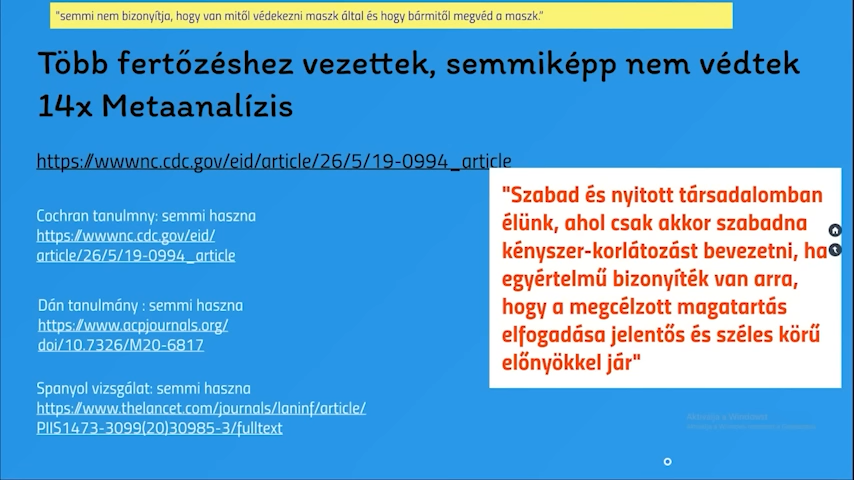 "semmi nem bizonyítja, hogy van mitől védekezni maszk által és hogy bármitől megvéd a maszk."
Több fertőzéshez vezettek, semmiképp nem védtek
14x Metaanalízis
https://wwwnc.cdc.gov/eid/article/26/5/19-0994_article
Cochran tanulmny: semmi haszna
https://wwwnc.cdc.gov/eid/
article/26/5/19-0994_article
Dán tanulmány : semmi haszna
https://www.acpjournals.org/
doi/10.7326/M20-6817
Spanyol vizsgálat: semmi haszna
https://www.thelancet.com/journals/laninf/article/
PIIS1473-3099(20)30985-3/fulltext
"Szabad és nyitott társadalomban
élünk, ahol csak akkor szabadna
kényszer-korlátozást bevezetni, ha
egyértelmű bizonyíték van arra,
hogy a megcélzott magatartás
elfogadása jelentős és széles körű
előnyökkel jár"